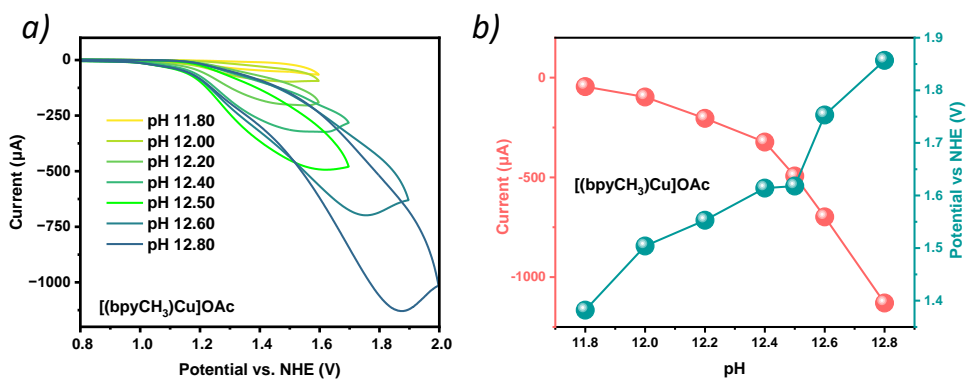 a)
Current (µA)
0
−250
−500
−750
−1000
pH 11.80
pH 12.00
pH 12.20
pH 12.40
pH 12.50
pH 12.60
pH 12.80
[(bpyCH3)Cu]OAc
0.8 1.0 1.2 1.4 1.6 1.8 2.0
Potential vs. NHE (V)
b)
Current (µA)
0
-500
-1000
[(bpyCH3)Cu]OAc
1.9
1.8
1.7
1.6
1.5
1.4
Potential vs NHE (V)
11.8 12.0 12.2 12.4 12.6 12.8
pH